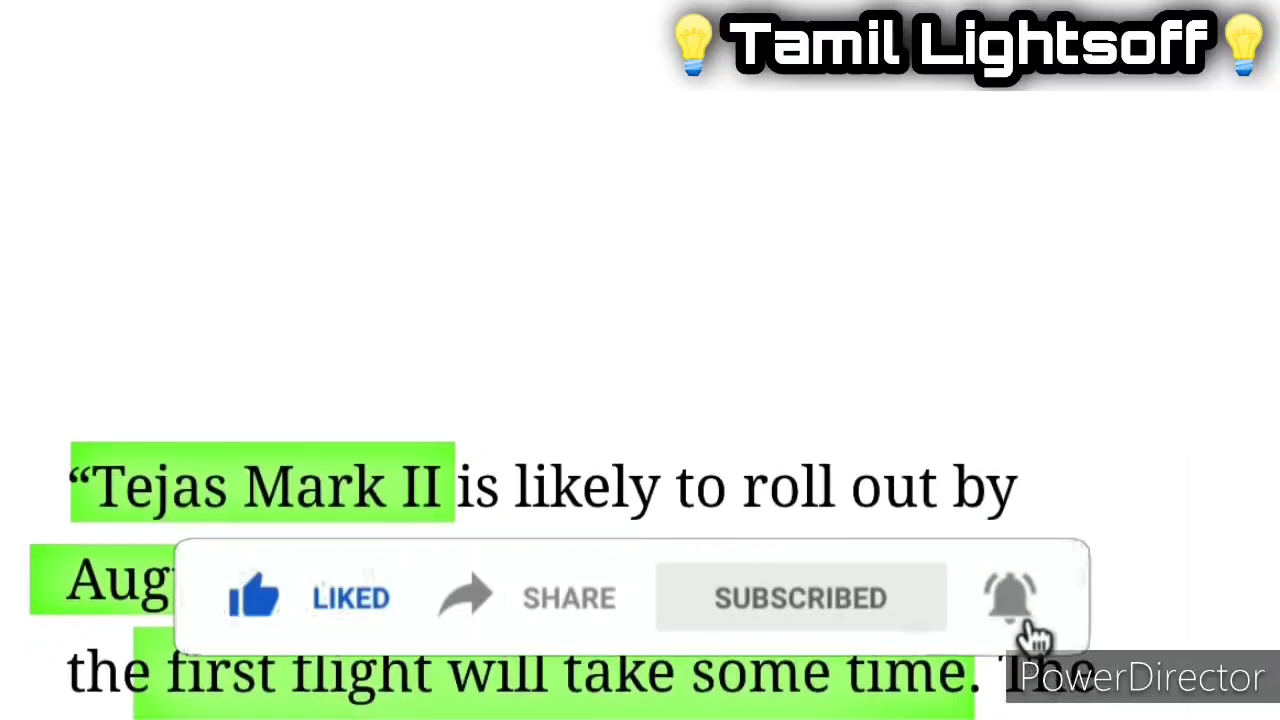 Tamil Lightsoff
“Tejas Mark II is likely to roll out by
LIKED SHARE SUBSCRIBED
the first flight will take some time. The
PowerDirector